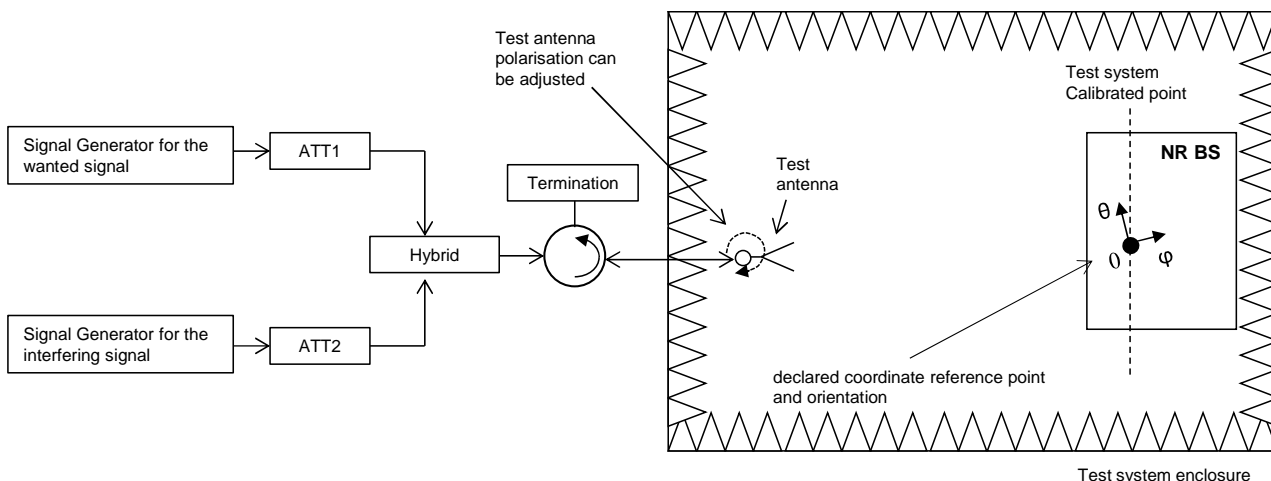 Test antenna
polarisation can
be adjusted
Test system
Calibrated point
Signal Generator for the
wanted signal
ATT1
NR BS
Termination
Test
antenna
θ
Hybrid
0
φ
Signal Generator for the
interfering signal
ATT2
declared coordinate reference point
and orientation
Test system enclosure